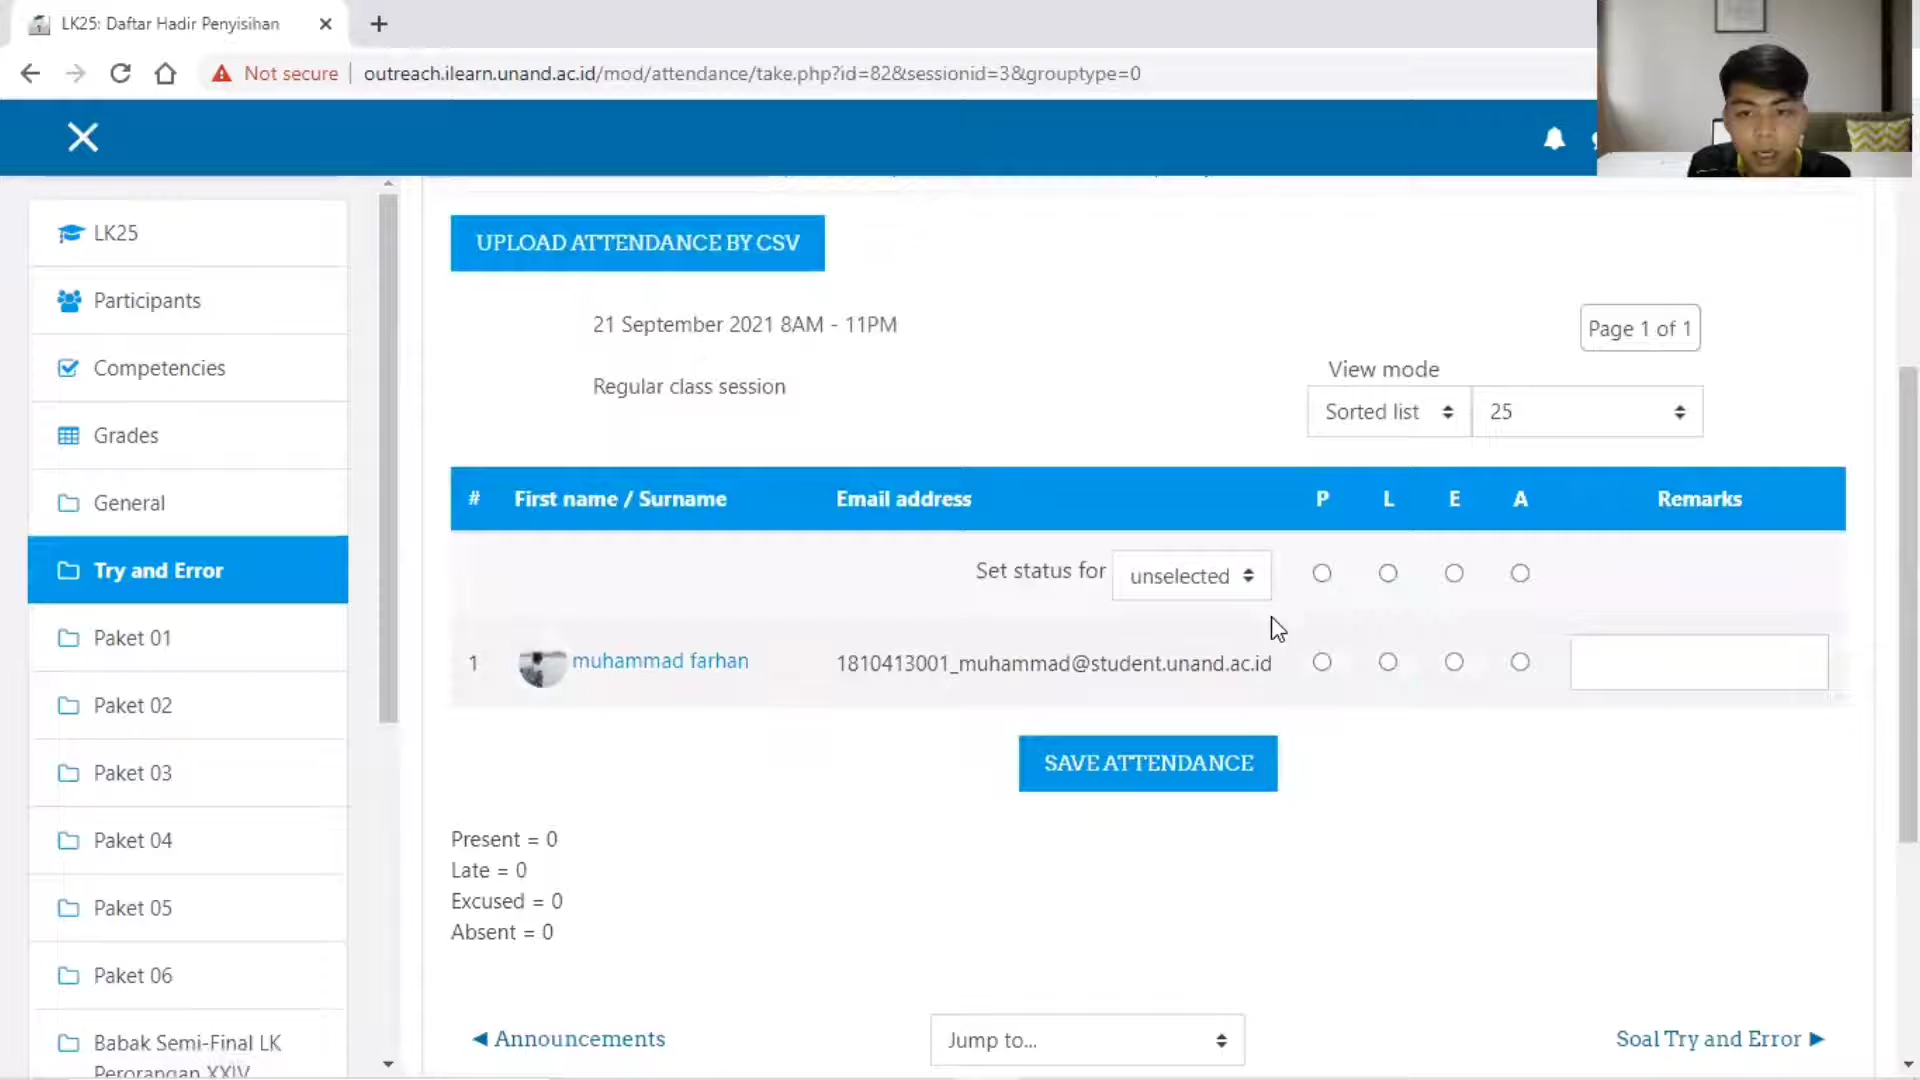 LK25: Daftar Hadir Penyisihan
Not secure
outreach.ilearn.unand.ac.id/mod/attendance/take.php?id=82&sessionid=3&grouptype=0
LK25
Participants
Competencies
Grades
General
Try and Error
Paket 01
Paket 02
Paket 03
Paket 04
Paket 05
Paket 06
Babak Semi-Final LK
Perorangan XXIV
UPLOAD ATTENDANCE BY CSV
21 September 2021 8AM - 11PM
Page 1 of 1
View mode
Regular class session
Sorted list 25
# First name / Surname Email address P L E A Remarks
Set status for unselected
1 muhammad farhan 1810413001_muhammad@student.unand.ac.id
SAVE ATTENDANCE
Present = 0
Late = 0
Excused = 0
Absent = 0
◀ Announcements Jump to... Soal Try and Error ▶